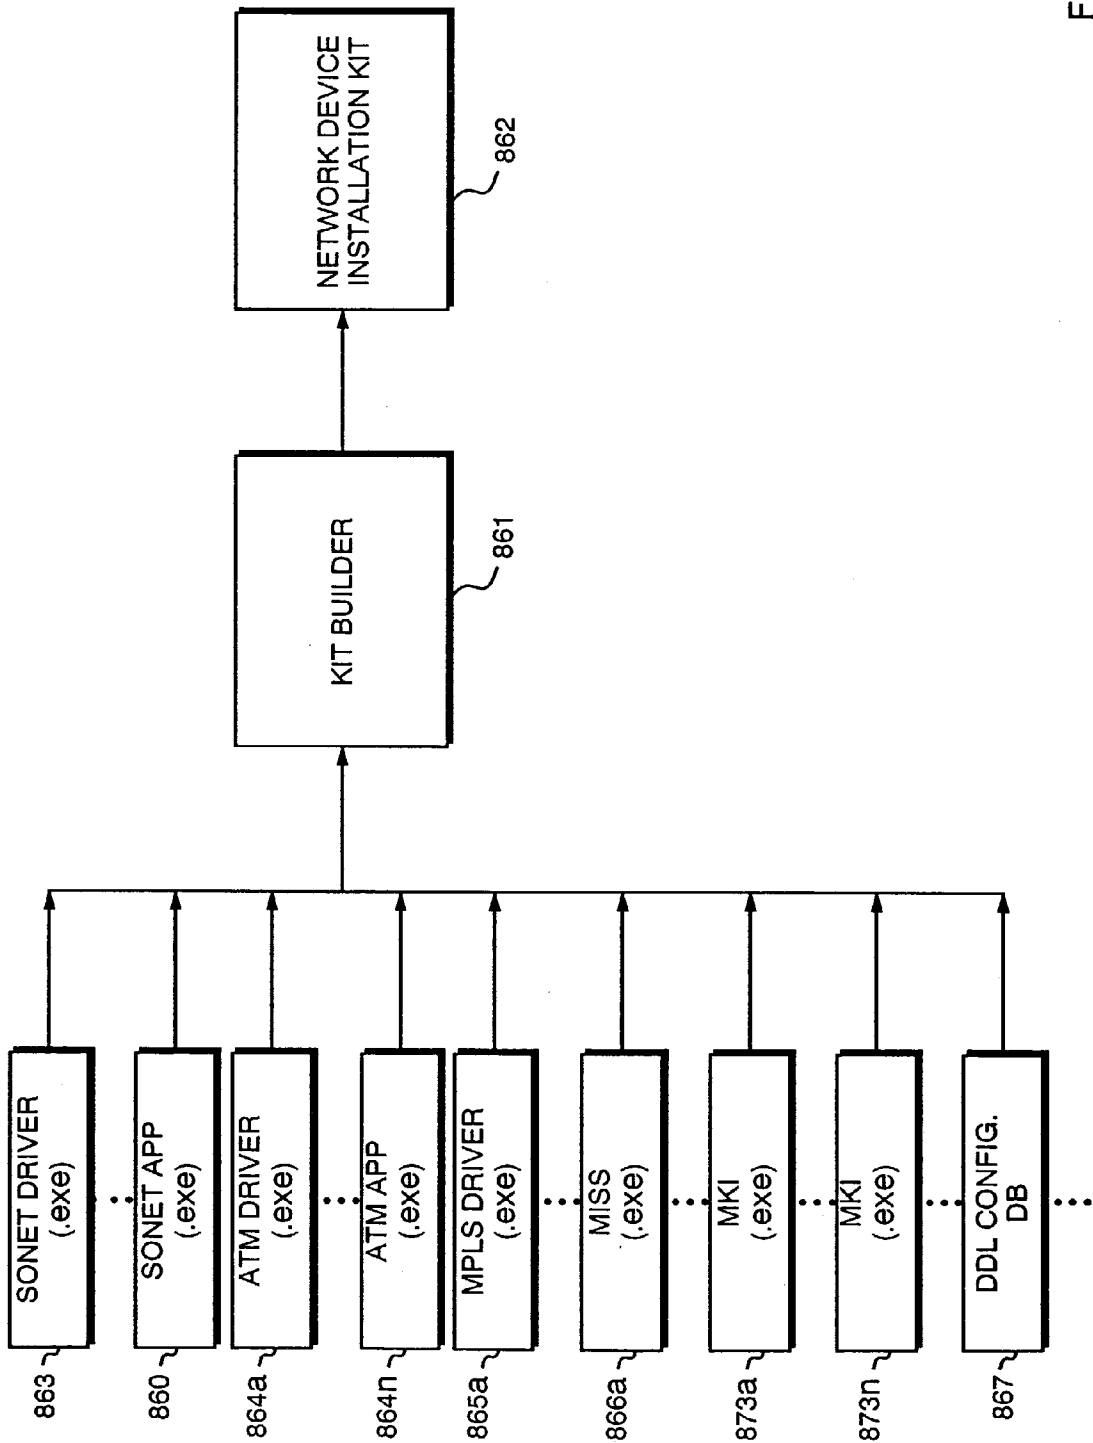 SONET DRIVER
(.exe)
863
SONET APP
(.exe)
860
ATM DRIVER
(.exe)
864a
ATM APP
(.exe)
864n
MPLS DRIVER
(.exe)
865a
MISS
(.exe)
866a
MKI
(.exe)
873a
MKI
(.exe)
873n
DDL CONFIG.
DB
867
KIT BUILDER
861
NETWORK DEVICE
INSTALLATION KIT
862
F